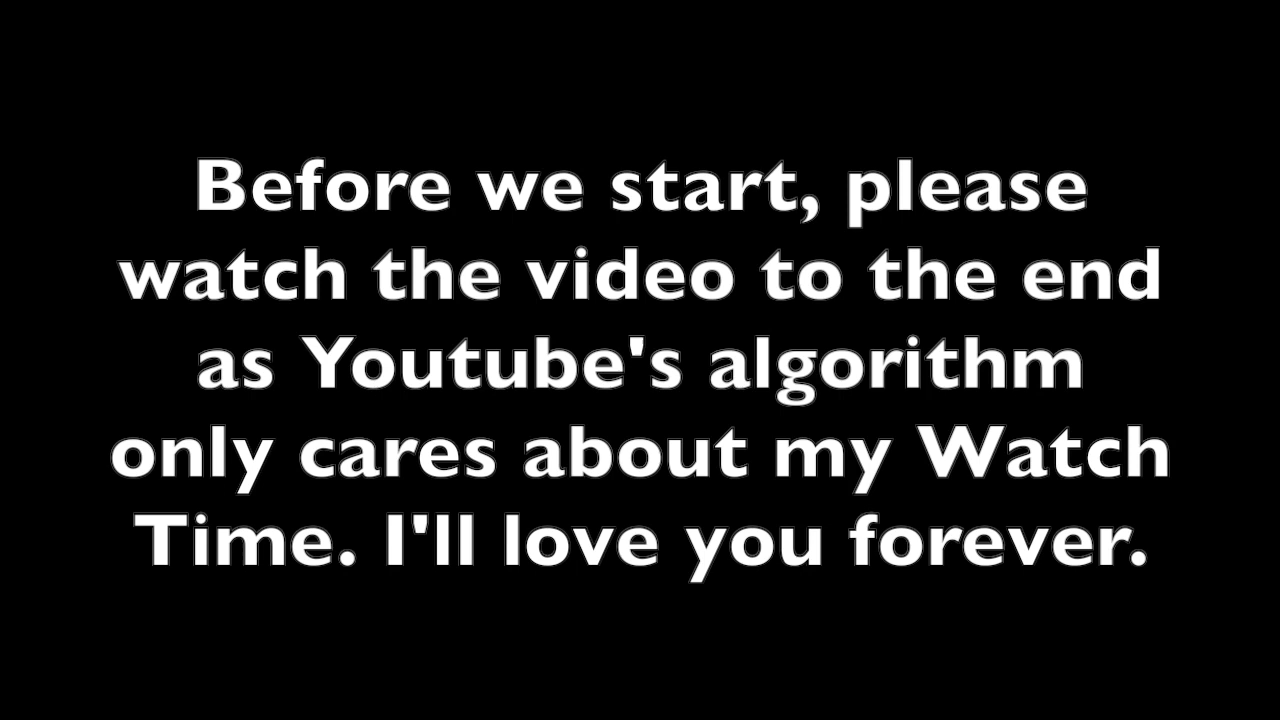 Before we start, please
watch the video to the end
as Youtube's algorithm
only cares about my Watch
Time. I'll love you forever.